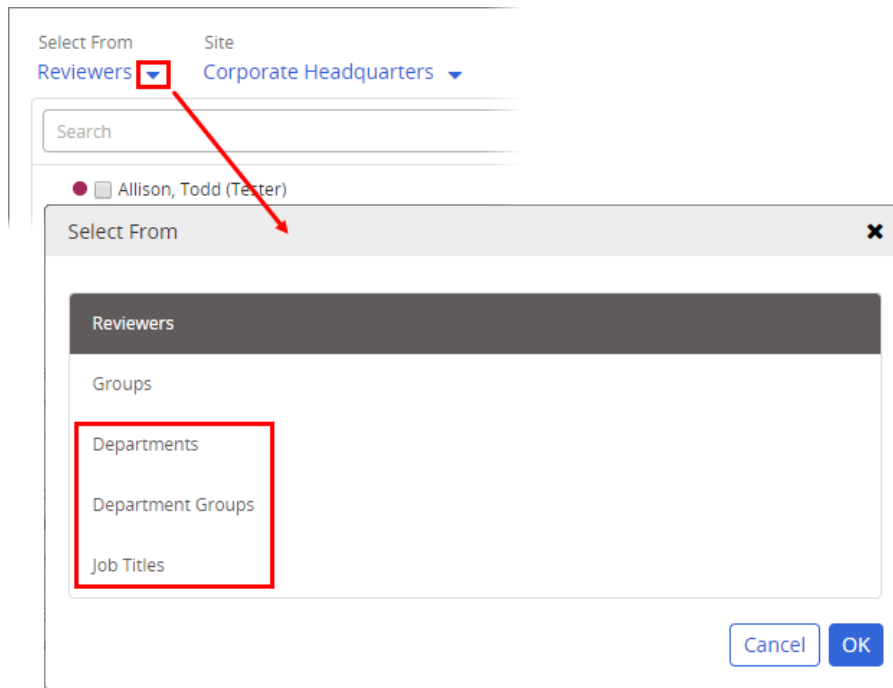 Select From Site
Reviewers Corporate Headquarters
Search
Allison, Todd (Tester)
Select From
Reviewers
Groups
Departments
Department Groups
Job Titles
Cancel OK